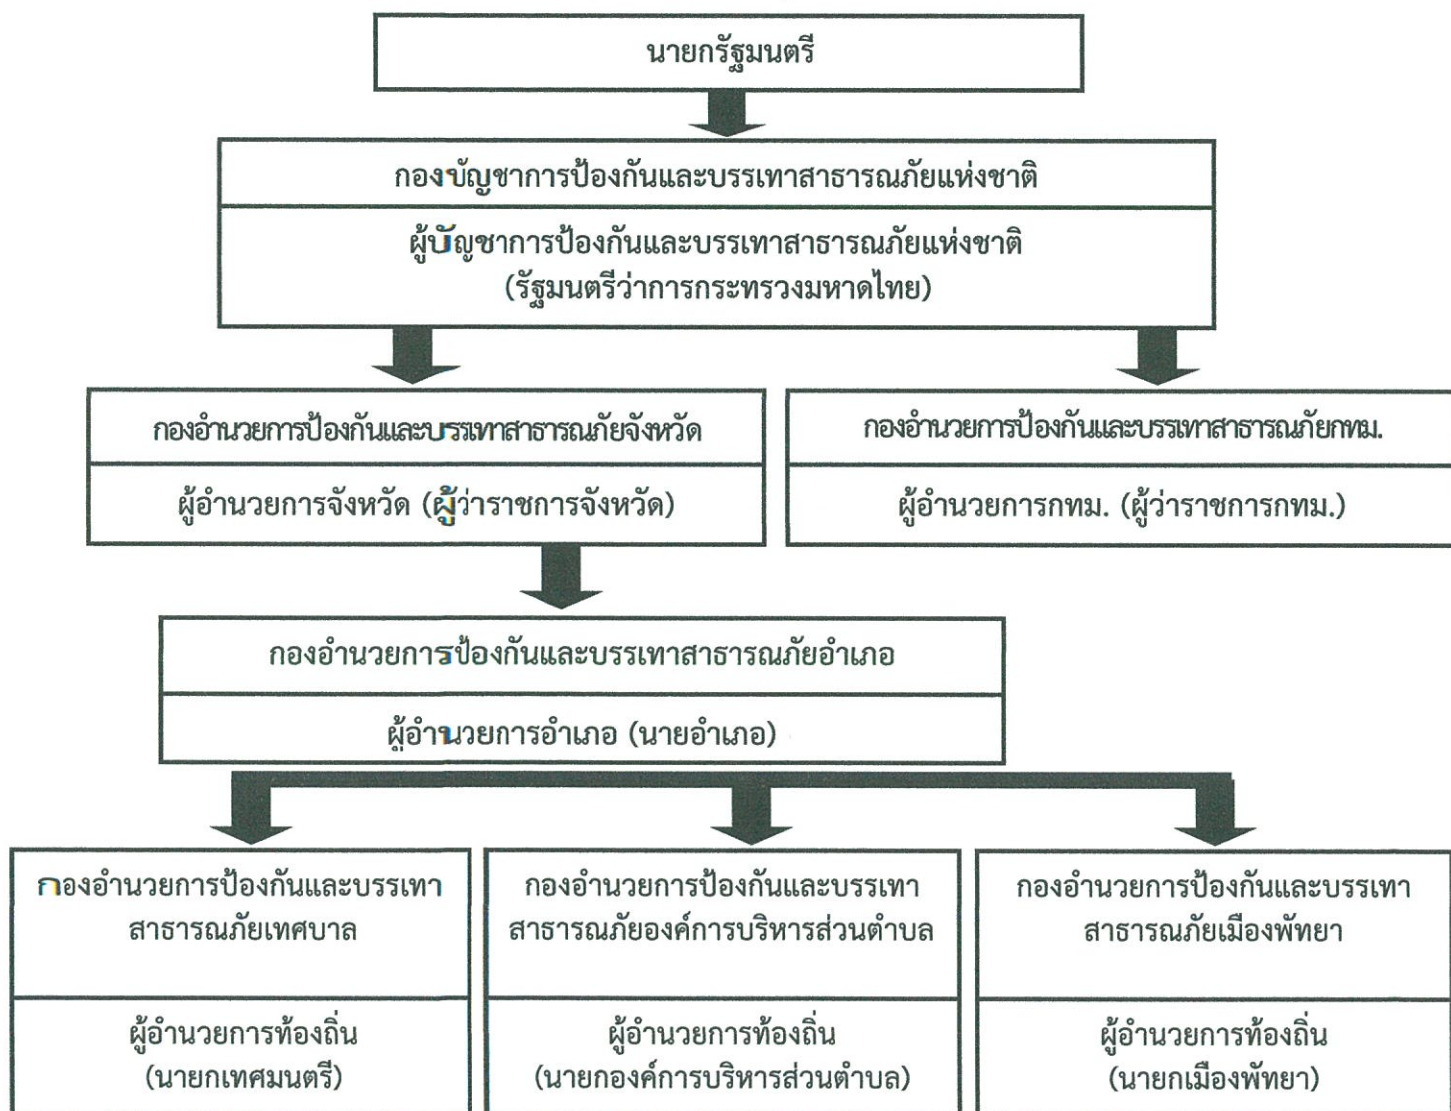 นายกรัฐมนตรี
กองบัญชาการป้องกันและบรรเทาสาธารณภัยแห่งชาติ
ผู้บัญชาการป้องกันและบรรเทาสาธารณภัยแห่งชาติ
(รัฐมนตรีว่าการกระทรวงมหาดไทย)
กองอำนวยการป้องกันและบรรเทาสาธารณภัยจังหวัด
ผู้อำนวยการจังหวัด (ผู้ว่าราชการจังหวัด)
กองอำนวยการป้องกันและบรรเทาสาธารณภัยกทม.
ผู้อำนวยการกทม. (ผู้ว่าราชการกทม.)
กองอำนวยการป้องกันและบรรเทาสาธารณภัยอำเภอ
ผู้อำนวยการอำเภอ (นายอำเภอ)
กองอำนวยการป้องกันและบรรเทา
สาธารณภัยเทศบาล
ผู้อำนวยการท้องถิ่น
(นายกเทศมนตรี)
กองอำนวยการป้องกันและบรรเทา
สาธารณภัยองค์การบริหารส่วนตำบล
ผู้อำนวยการท้องถิ่น
(นายกองค์การบริหารส่วนตำบล)
กองอำนวยการป้องกันและบรรเทา
สาธารณภัยเมืองพัทยา
ผู้อำนวยการท้องถิ่น
(นายกเมืองพัทยา)